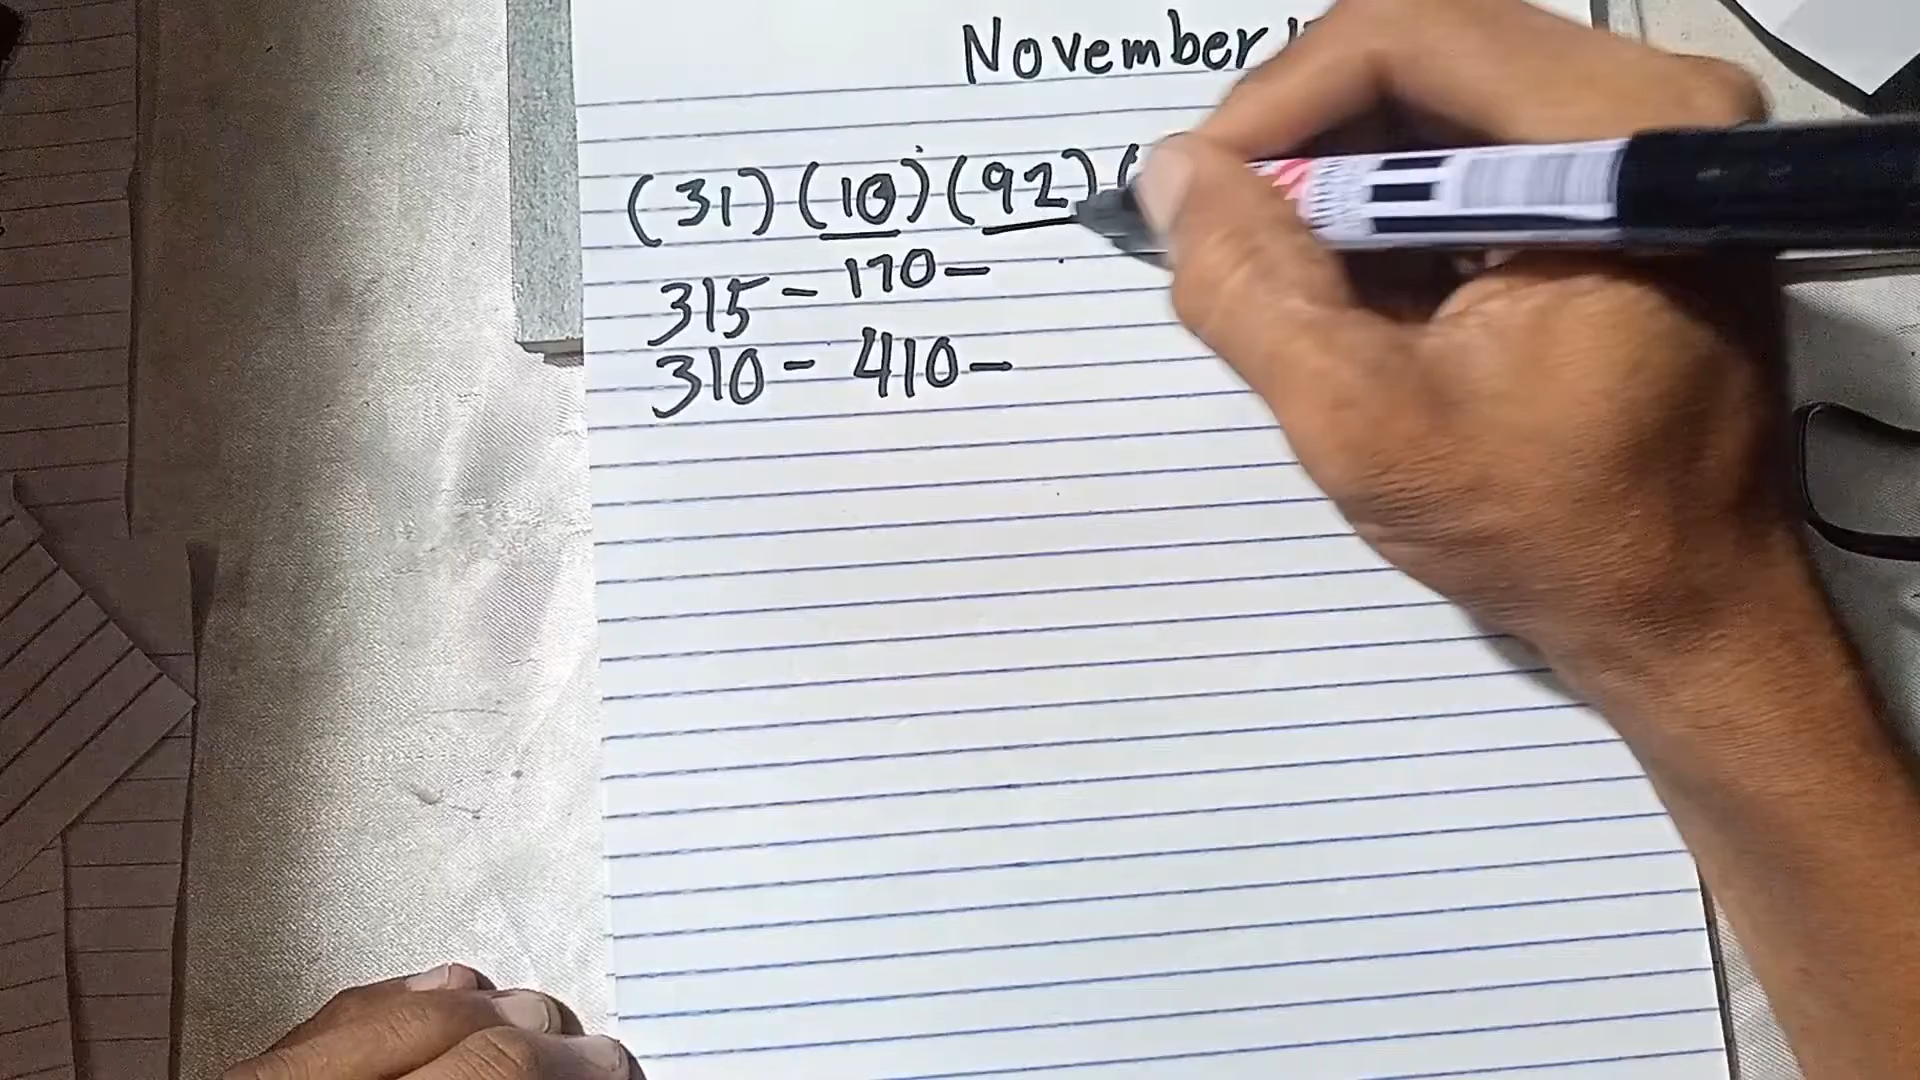 November
(31) (10) (92) (
315 - 170 -
310 - 410 -